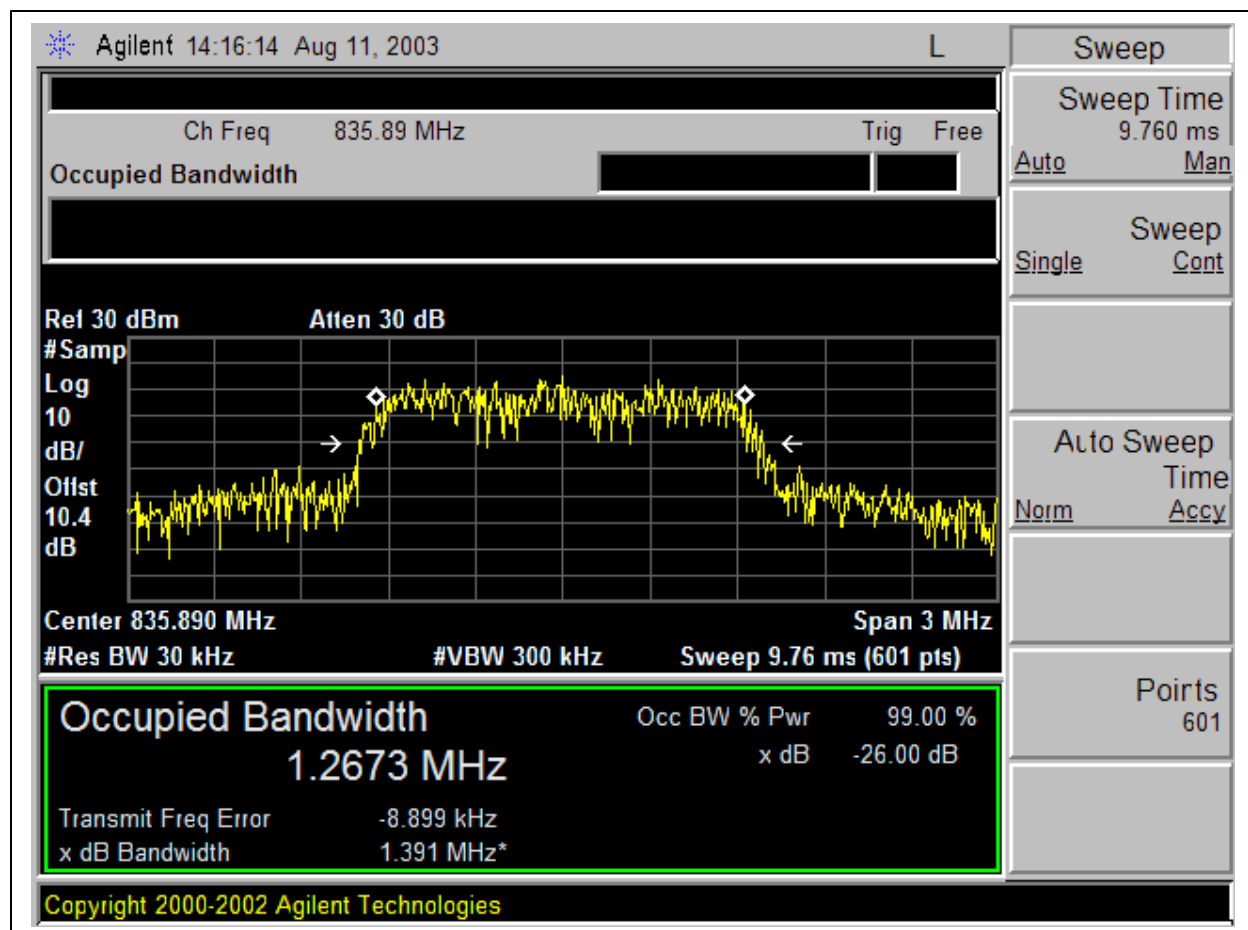 Agilent 14:16:14 Aug 11, 2003 L
Sweep
Ch Freq 835.89 MHz Trig Free
Occupied Bandwidth
Sweep Time
9.760 ms
Auto Man
Sweep
Single Cont
Ref 30 dBm Atten 30 dB
#Samp
Log
10
dB/
Offst
10.4
dB
Auto Sweep
Time
Norm Accy
Center 835.890 MHz Span 3 MHz
#Res BW 30 kHz #VBW 300 kHz Sweep 9.76 ms (601 pts)
Points
601
Occupied Bandwidth
1.2673 MHz
Occ BW % Pwr 99.00 %
x dB -26.00 dB
Transmit Freq Error -8.899 kHz
x dB Bandwidth 1.391 MHz*
Copyright 2000-2002 Agilent Technologies